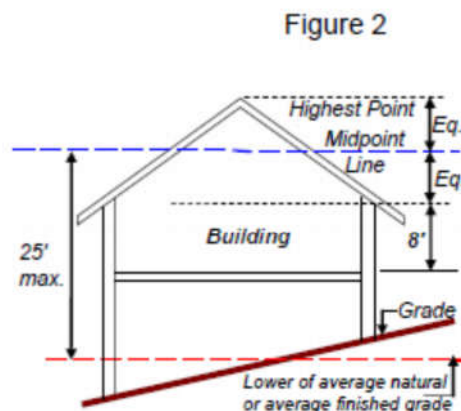 Figure 2
Highest Point
Eq.
Midpoint
Line
Eq
Building
8'
25'
max.
Grade
Lower of average natural
or average finished grade